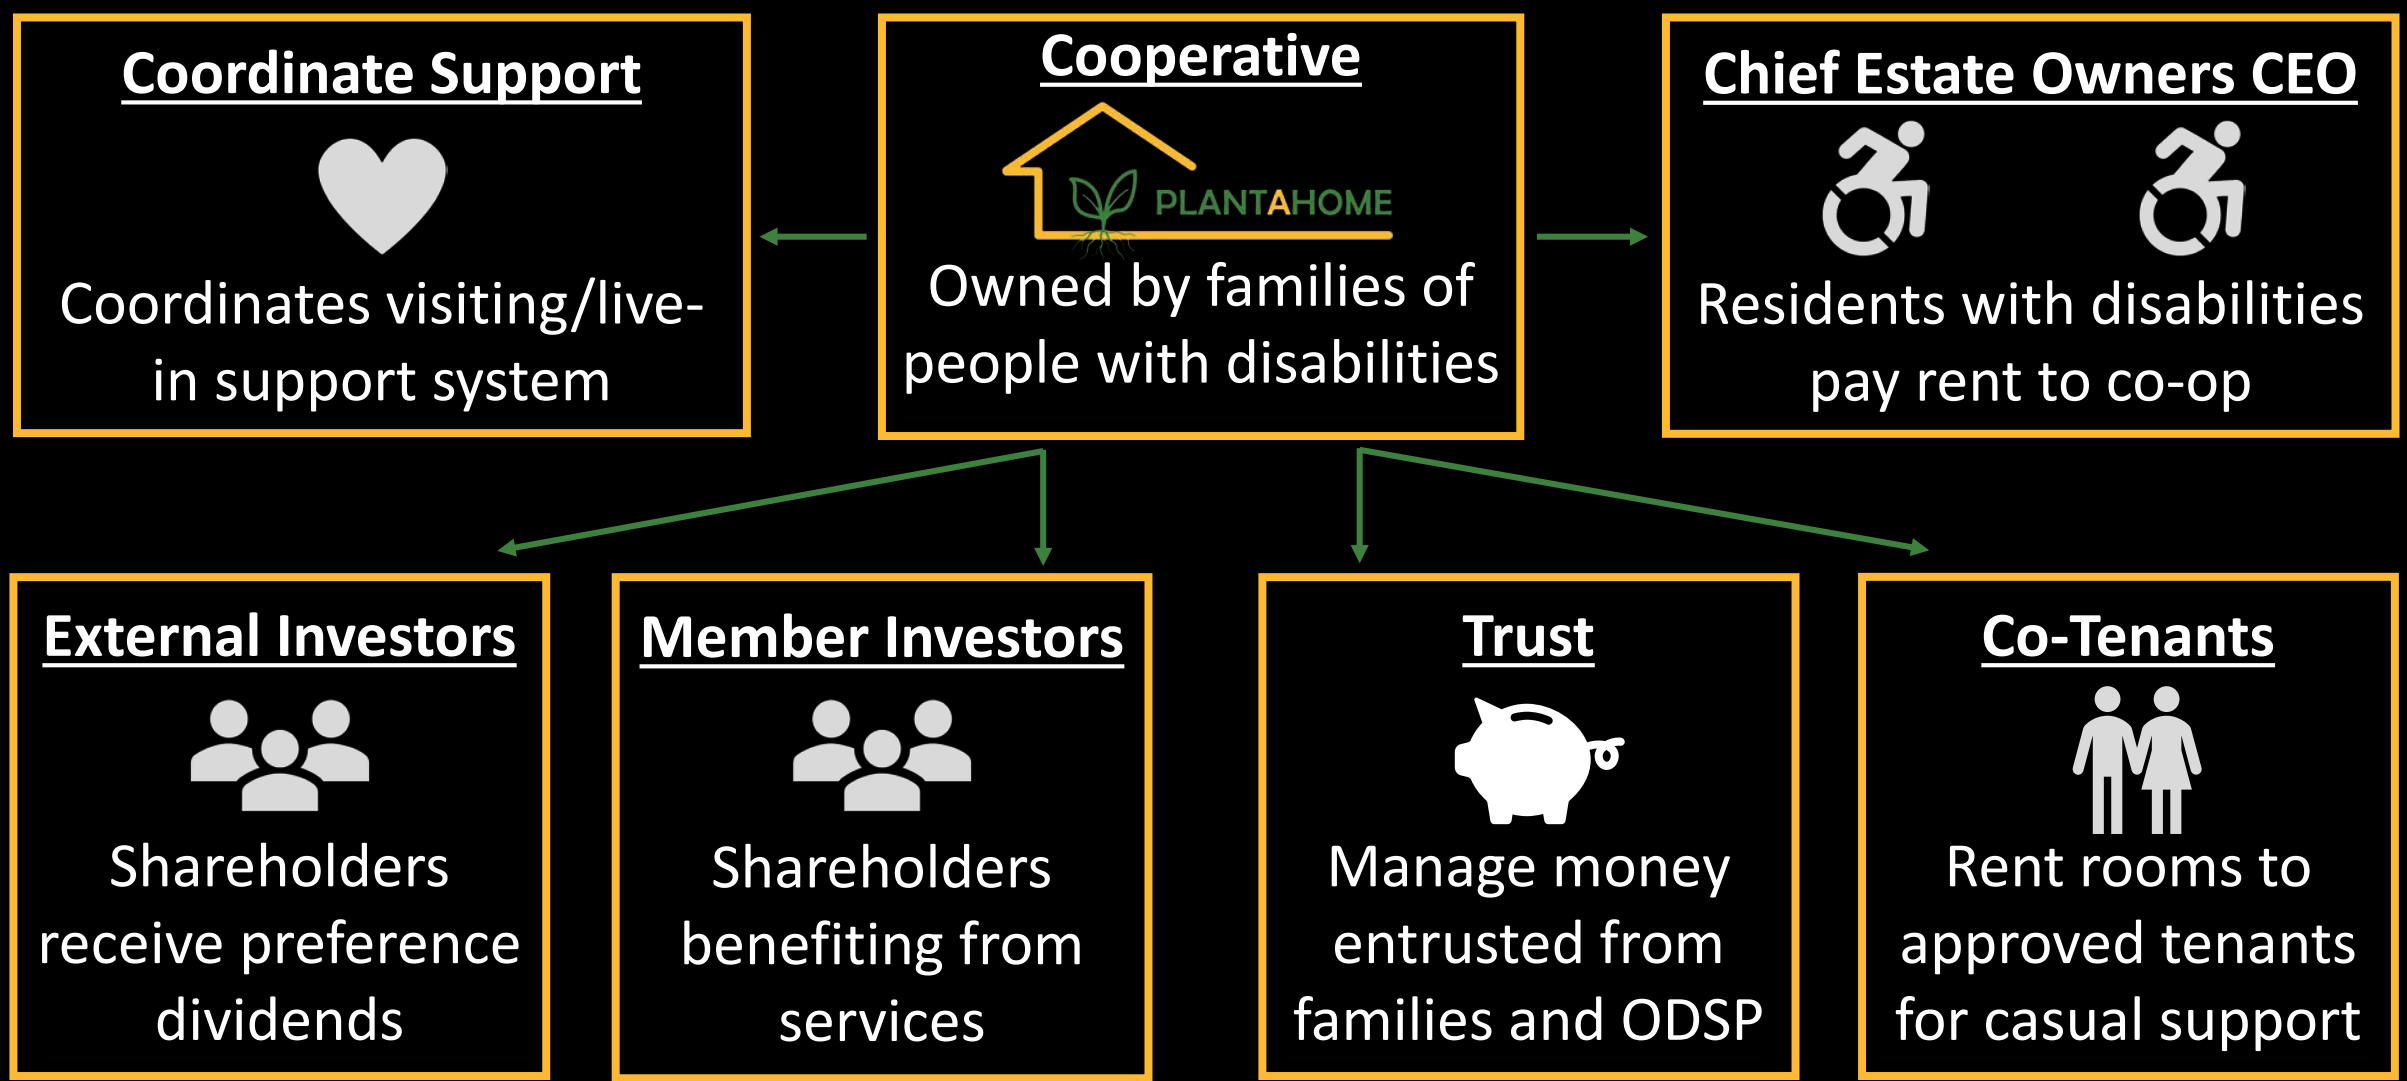 Coordinate Support
Coordinates visiting/live-
in support system
Cooperative
PLANTAHOME
Owned by families of
people with disabilities
Chief Estate Owners CEO
Residents with disabilities
pay rent to co-op
External Investors
Shareholders
receive preference
dividends
Member Investors
Shareholders
benefiting from
services
Trust
Manage money
entrusted from
families and ODSP
Co-Tenants
Rent rooms to
approved tenants
for casual support